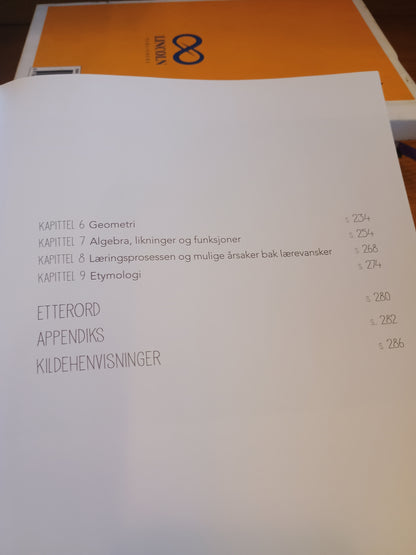 LINCOLN
KAPITTEL 6 Geometri s. 234
KAPITTEL 7 Algebra, likninger og funksjoner s. 254
KAPITTEL 8 Læringsprosessen og mulige årsaker bak lærevansker s. 268
KAPITTEL 9 Etymologi s. 274
ETTERORD s. 280
APPENDIKS s. 282
KILDEHENVISNINGER s. 286